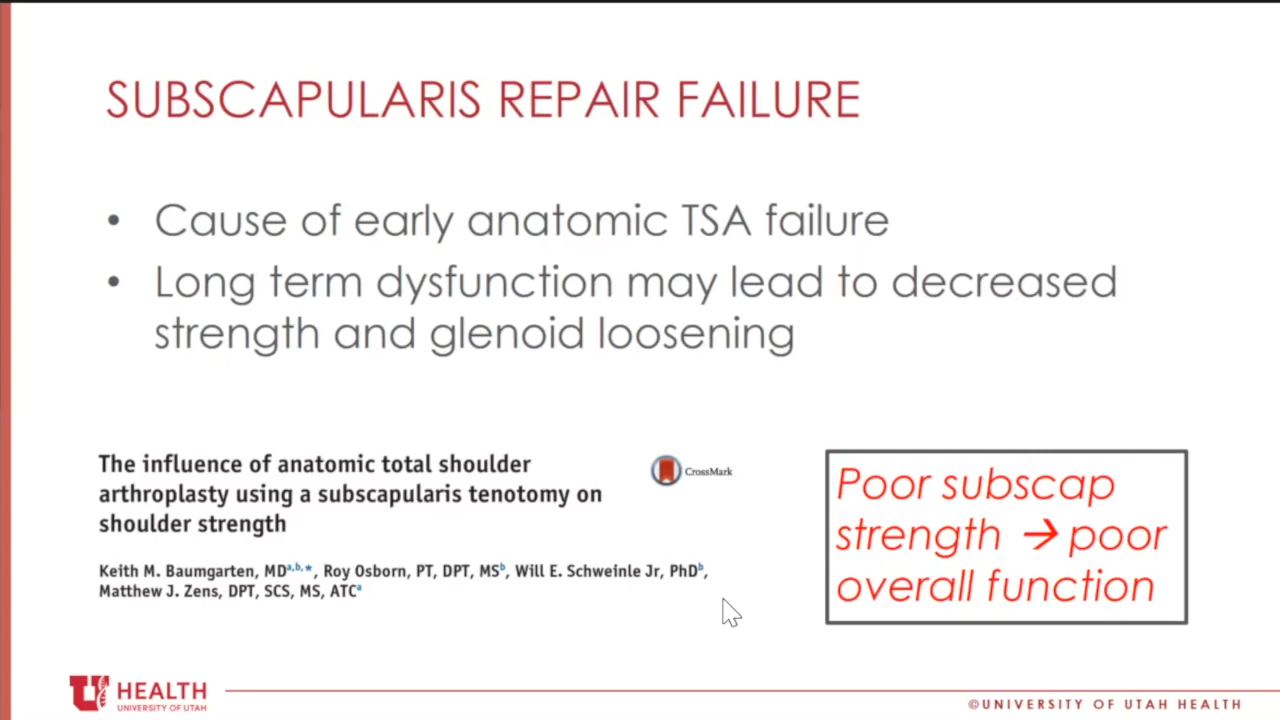 SUBSCAPULARIS REPAIR FAILURE
• Cause of early anatomic TSA failure
• Long term dysfunction may lead to decreased
strength and glenoid loosening
The influence of anatomic total shoulder
arthroplasty using a subscapularis tenotomy on
shoulder strength
CrossMark
Keith M. Baumgarten, MDa,b,*, Roy Osborn, PT, DPT, MSb, Will E. Schweinle Jr, PhDb,
Matthew J. Zens, DPT, SCS, MS, ATCa
Poor subscap
strength → poor
overall function
U HEALTH
UNIVERSITY OF UTAH
©UNIVERSITY OF UTAH HEALTH